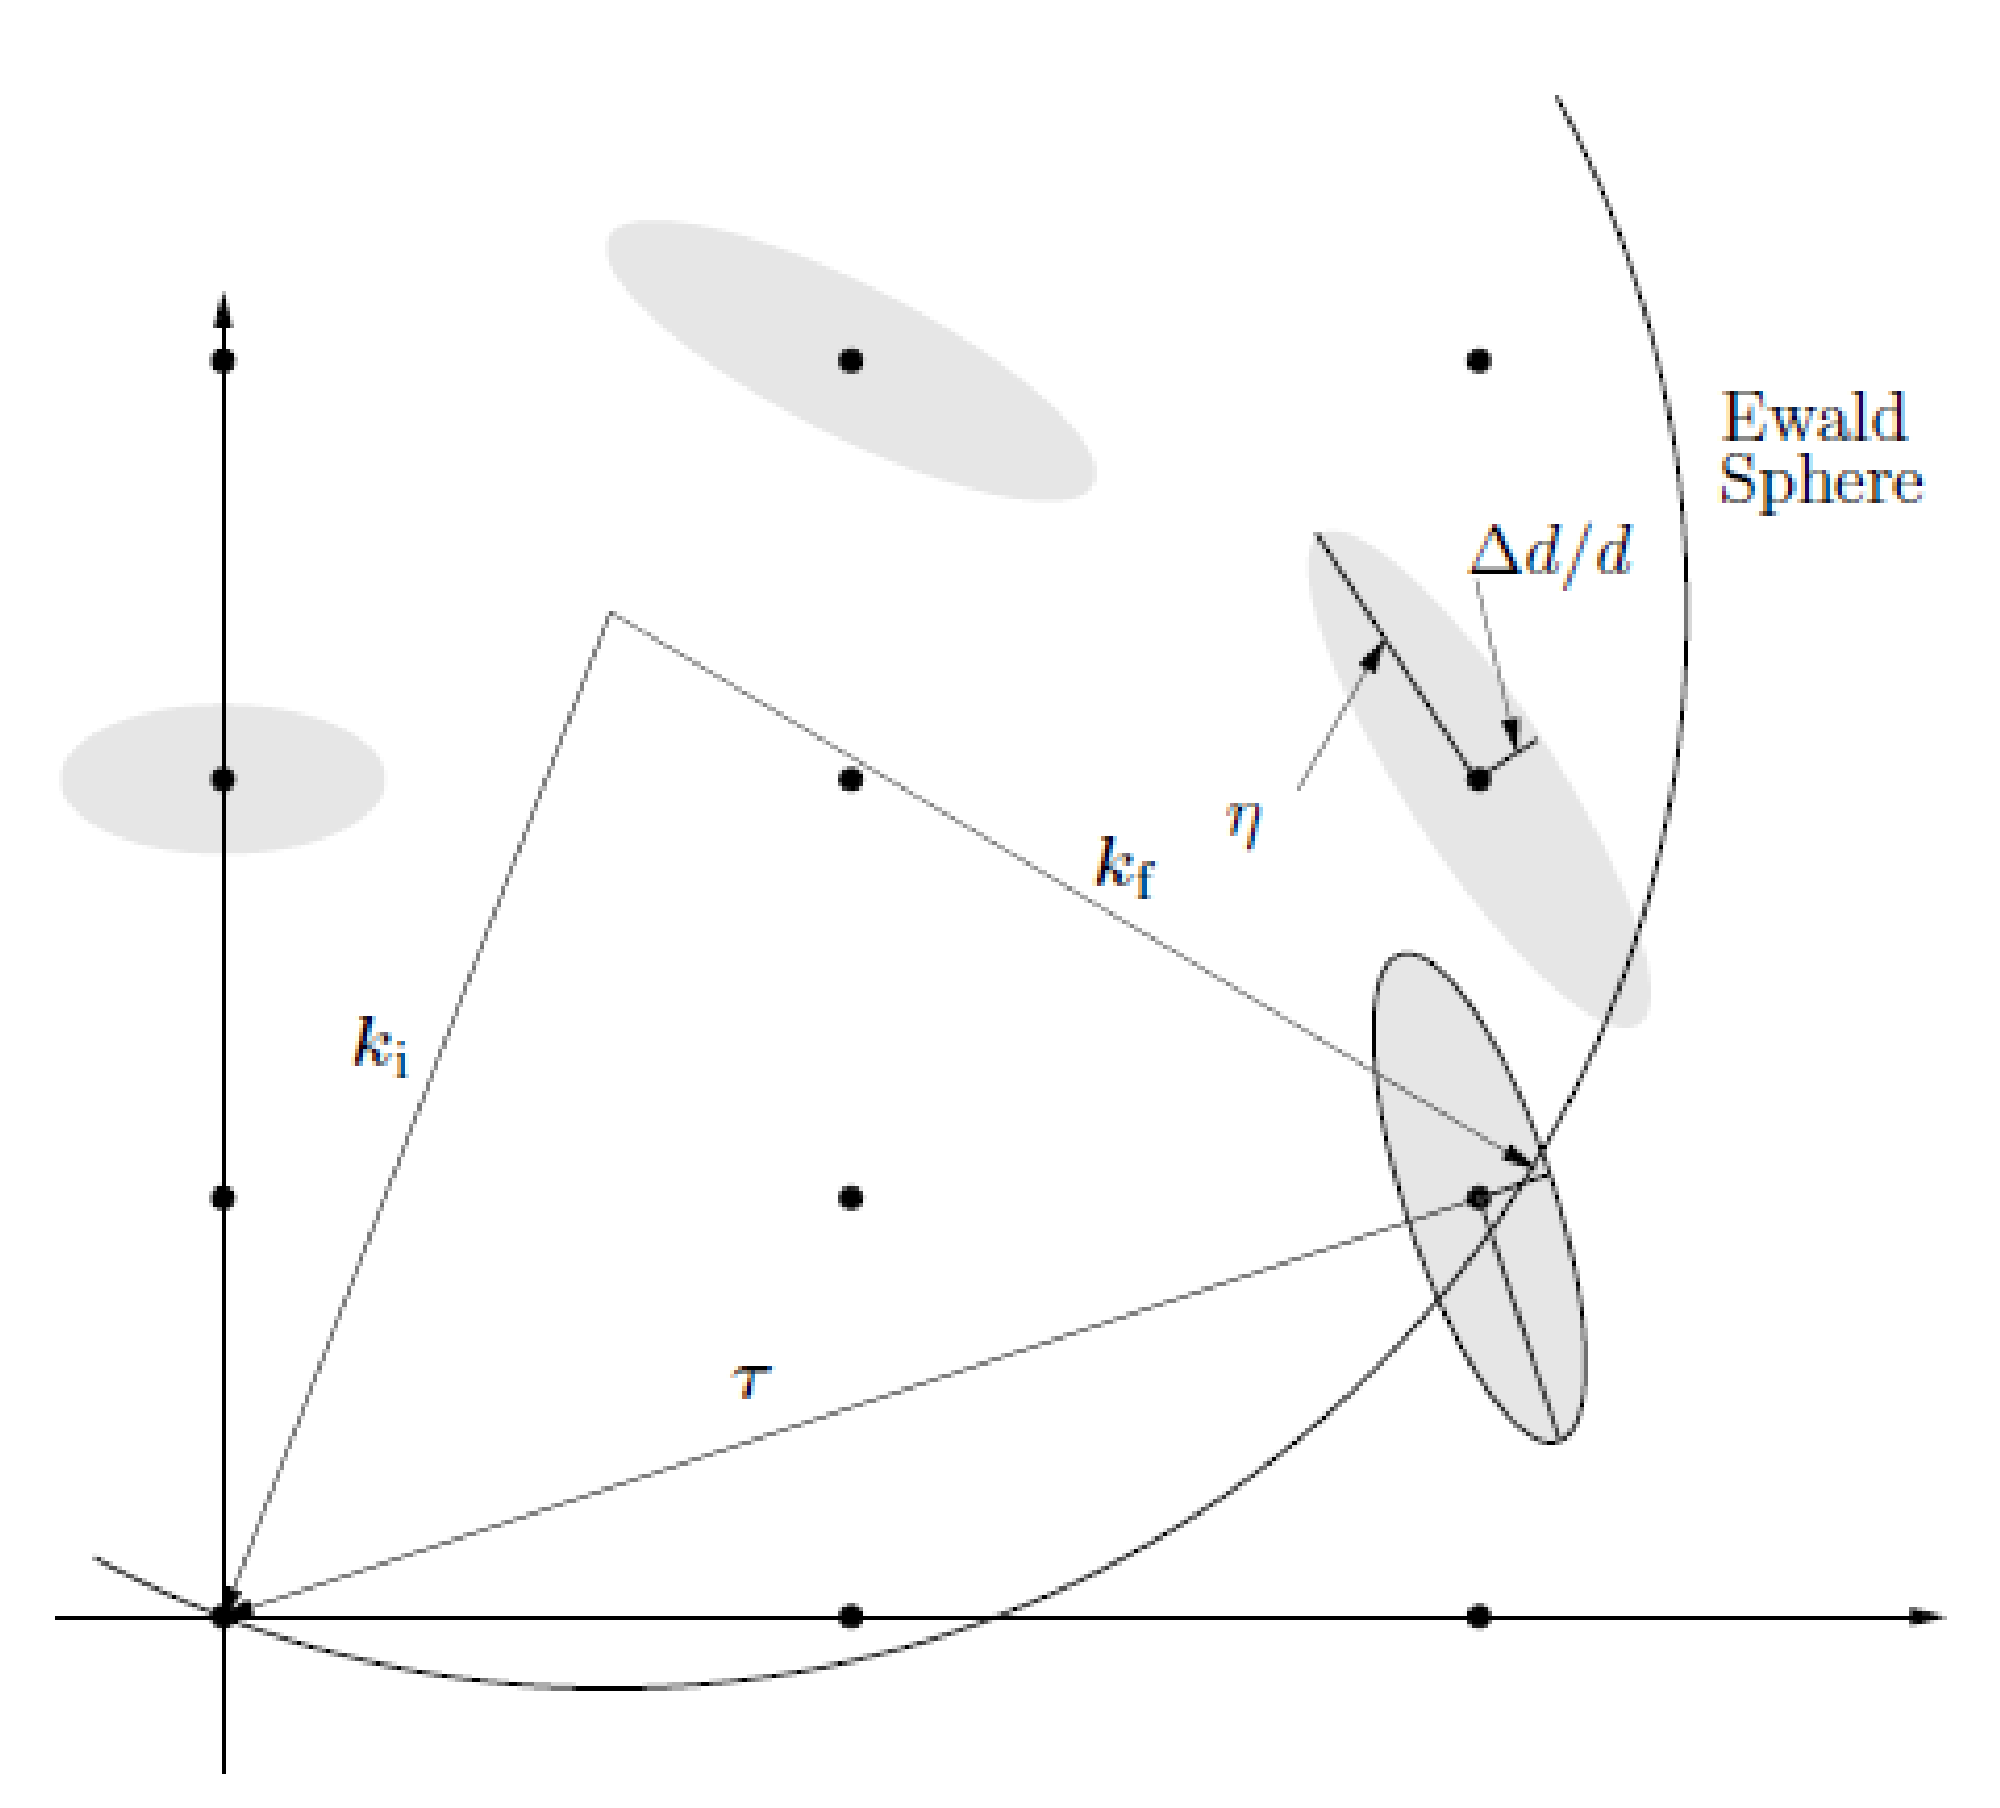 Ewald
Sphere
Δd/d
η
k_f
k_i
τ